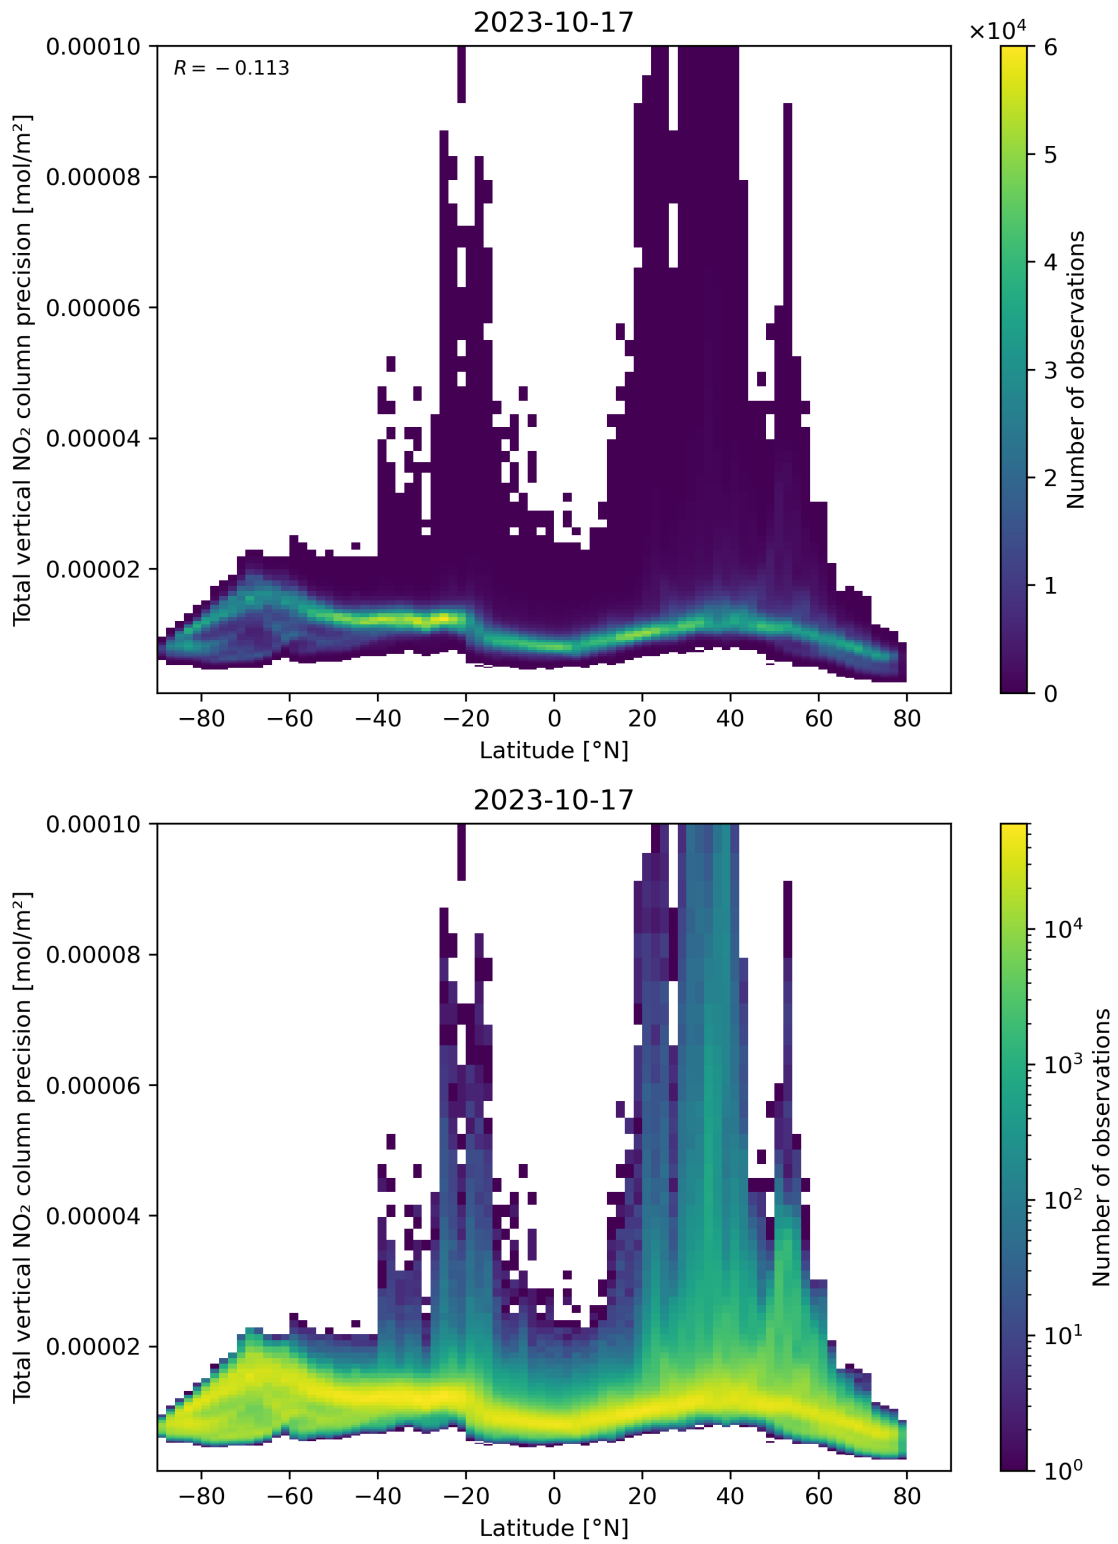 2023-10-17
×10⁴
R = −0.113
0.00010
0.00008
0.00006
0.00004
0.00002
Total vertical NO₂ column precision [mol/m²]
−80 −60 −40 −20 0 20 40 60 80
Latitude [°N]
6
5
4
3
2
1
0
Number of observations
2023-10-17
0.00010
0.00008
0.00006
0.00004
0.00002
Total vertical NO₂ column precision [mol/m²]
−80 −60 −40 −20 0 20 40 60 80
Latitude [°N]
10⁴
10³
10²
10¹
10⁰
Number of observations